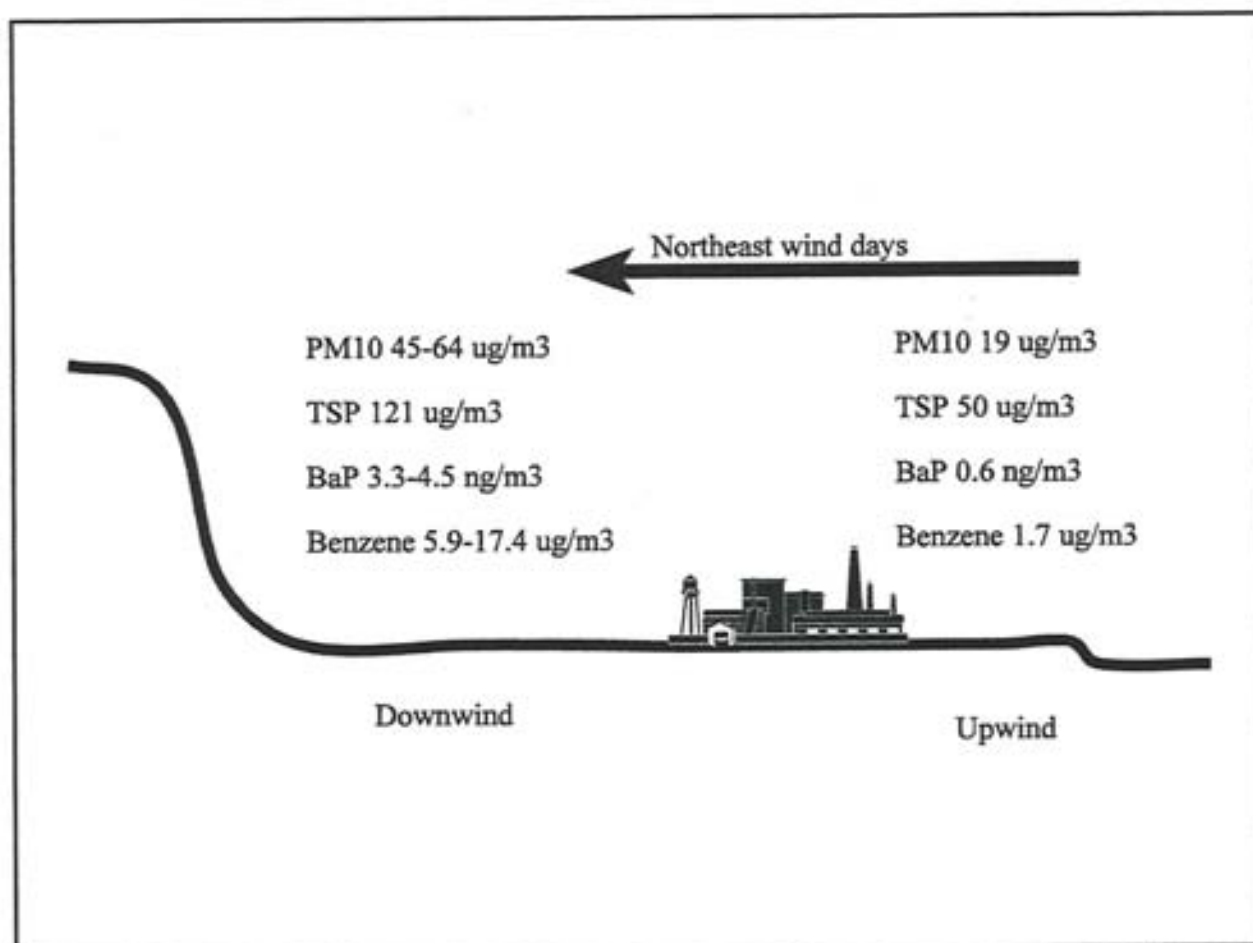 Northeast wind days
PM10 45-64 ug/m3
TSP 121 ug/m3
BaP 3.3-4.5 ng/m3
Benzene 5.9-17.4 ug/m3
PM10 19 ug/m3
TSP 50 ug/m3
BaP 0.6 ng/m3
Benzene 1.7 ug/m3
Downwind
Upwind